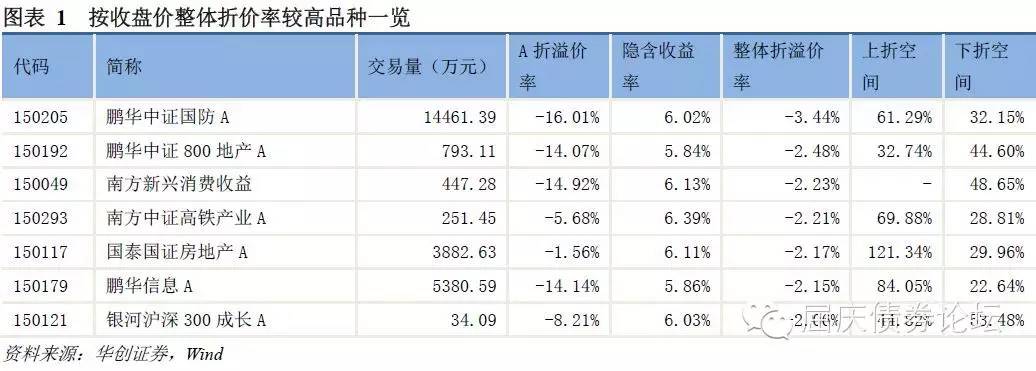 图表 1 按收盘价整体折价率较高品种一览
代码 简称 交易量（万元） A 折溢价率 隐含收益率 整体折溢价率 上折空间 下折空间
150205 鹏华中证国防 A 14461.39 -16.01% 6.02% -3.44% 61.29% 32.15%
150192 鹏华中证 800 地产 A 793.11 -14.07% 5.84% -2.48% 32.74% 44.60%
150049 南方新兴消费收益 447.28 -14.92% 6.13% -2.23% - 48.65%
150293 南方中证高铁产业 A 251.45 -5.68% 6.39% -2.21% 69.88% 28.81%
150117 国泰国证房地产 A 3882.63 -1.56% 6.11% -2.17% 121.34% 29.96%
150179 鹏华信息 A 5380.59 -14.14% 5.86% -2.15% 84.05% 22.64%
150121 银河沪深 300 成长 A 34.09 -8.21% 6.03%
屈庆债券论坛
资料来源：华创证券，Wind